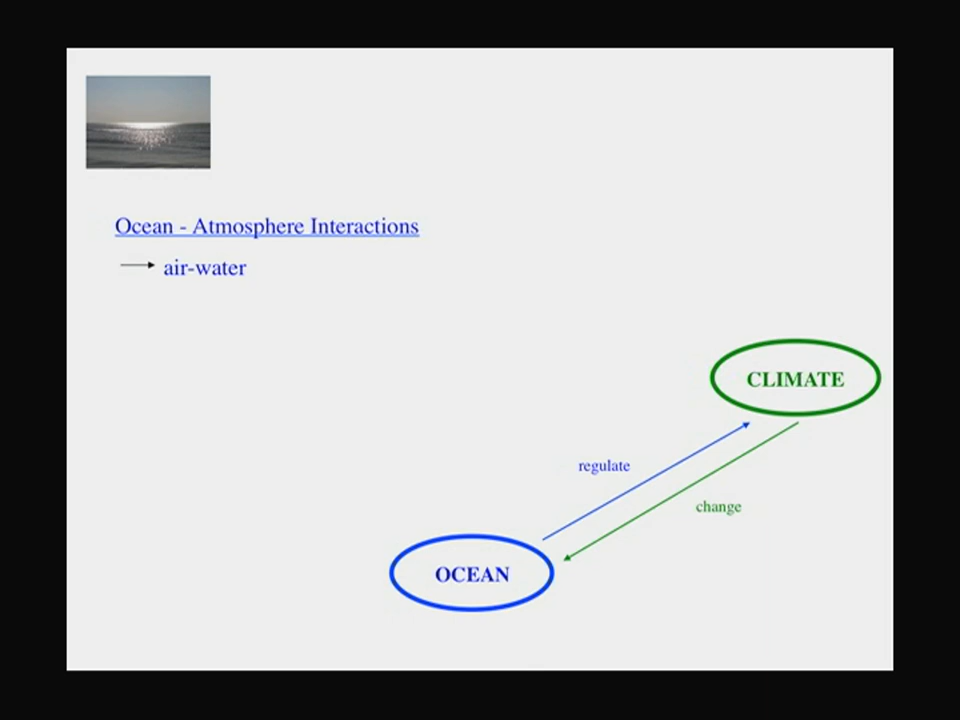 Ocean - Atmosphere Interactions
air-water
CLIMATE
regulate
change
OCEAN